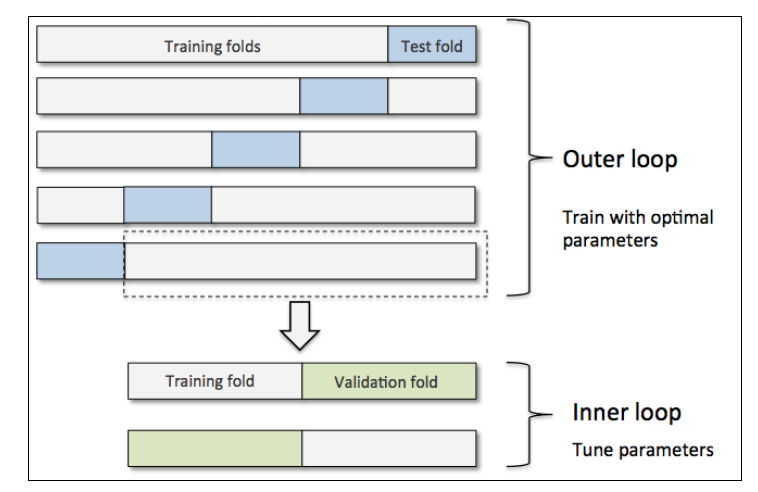 Training folds
Test fold
Outer loop
Train with optimal
parameters
Training fold
Validation fold
Inner loop
Tune parameters